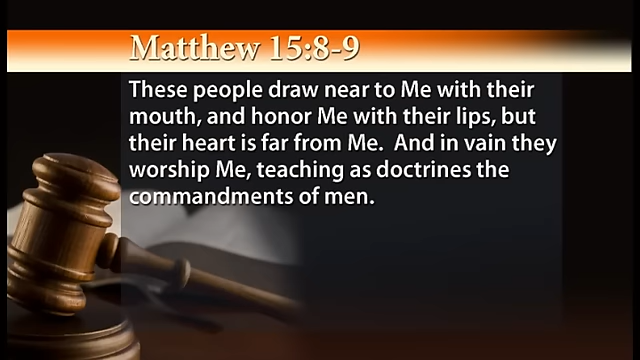 Matthew 15:8-9
These people draw near to Me with their
mouth, and honor Me with their lips, but
their heart is far from Me.  And in vain they
worship Me, teaching as doctrines the
commandments of men.